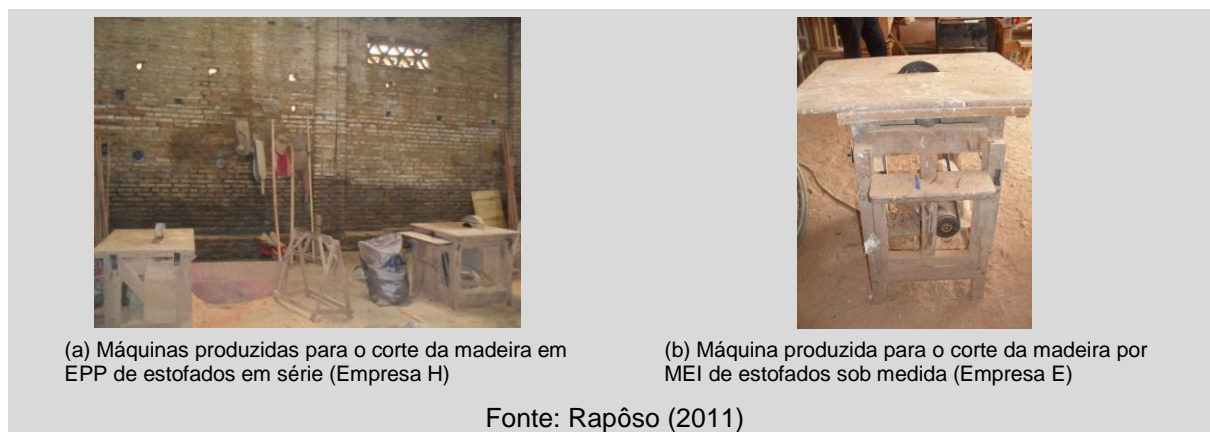 (a) Máquinas produzidas para o corte da madeira em
EPP de estofados em série (Empresa H)
(b) Máquina produzida para o corte da madeira por
MEI de estofados sob medida (Empresa E)
Fonte: Rapôso (2011)